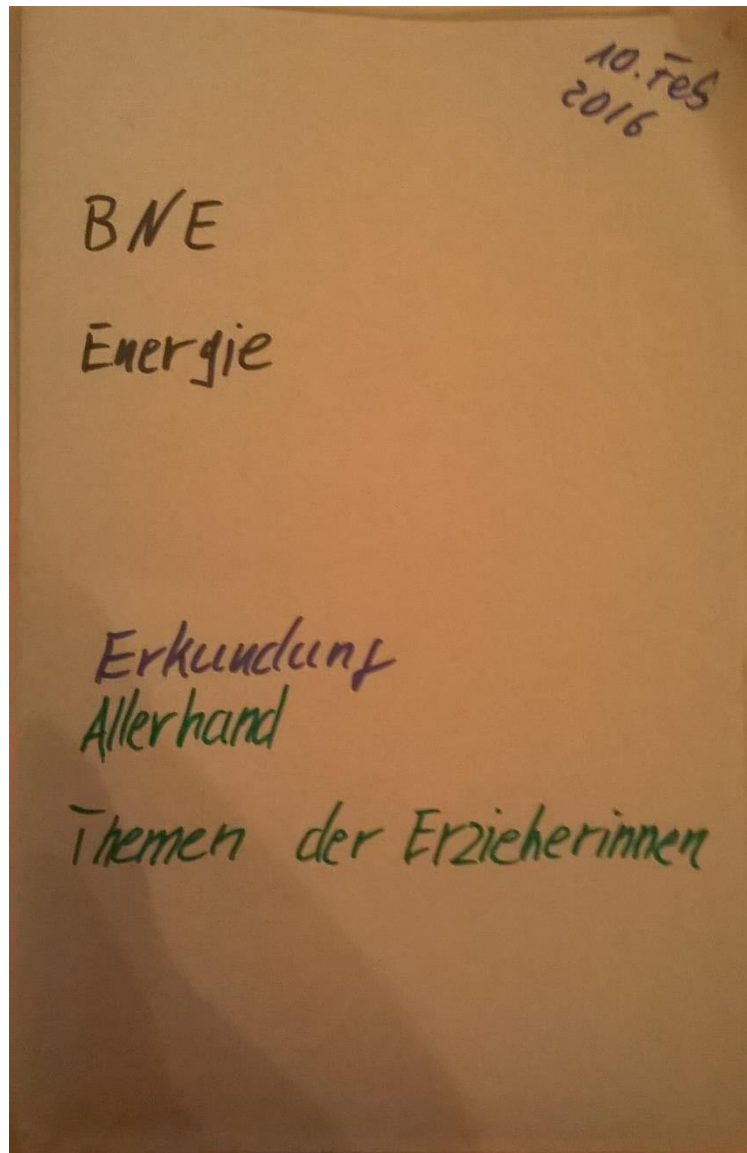 10. Feb
2016
BNE
Energie
Erkundung
Allerhand
Themen der Erzieherinnen